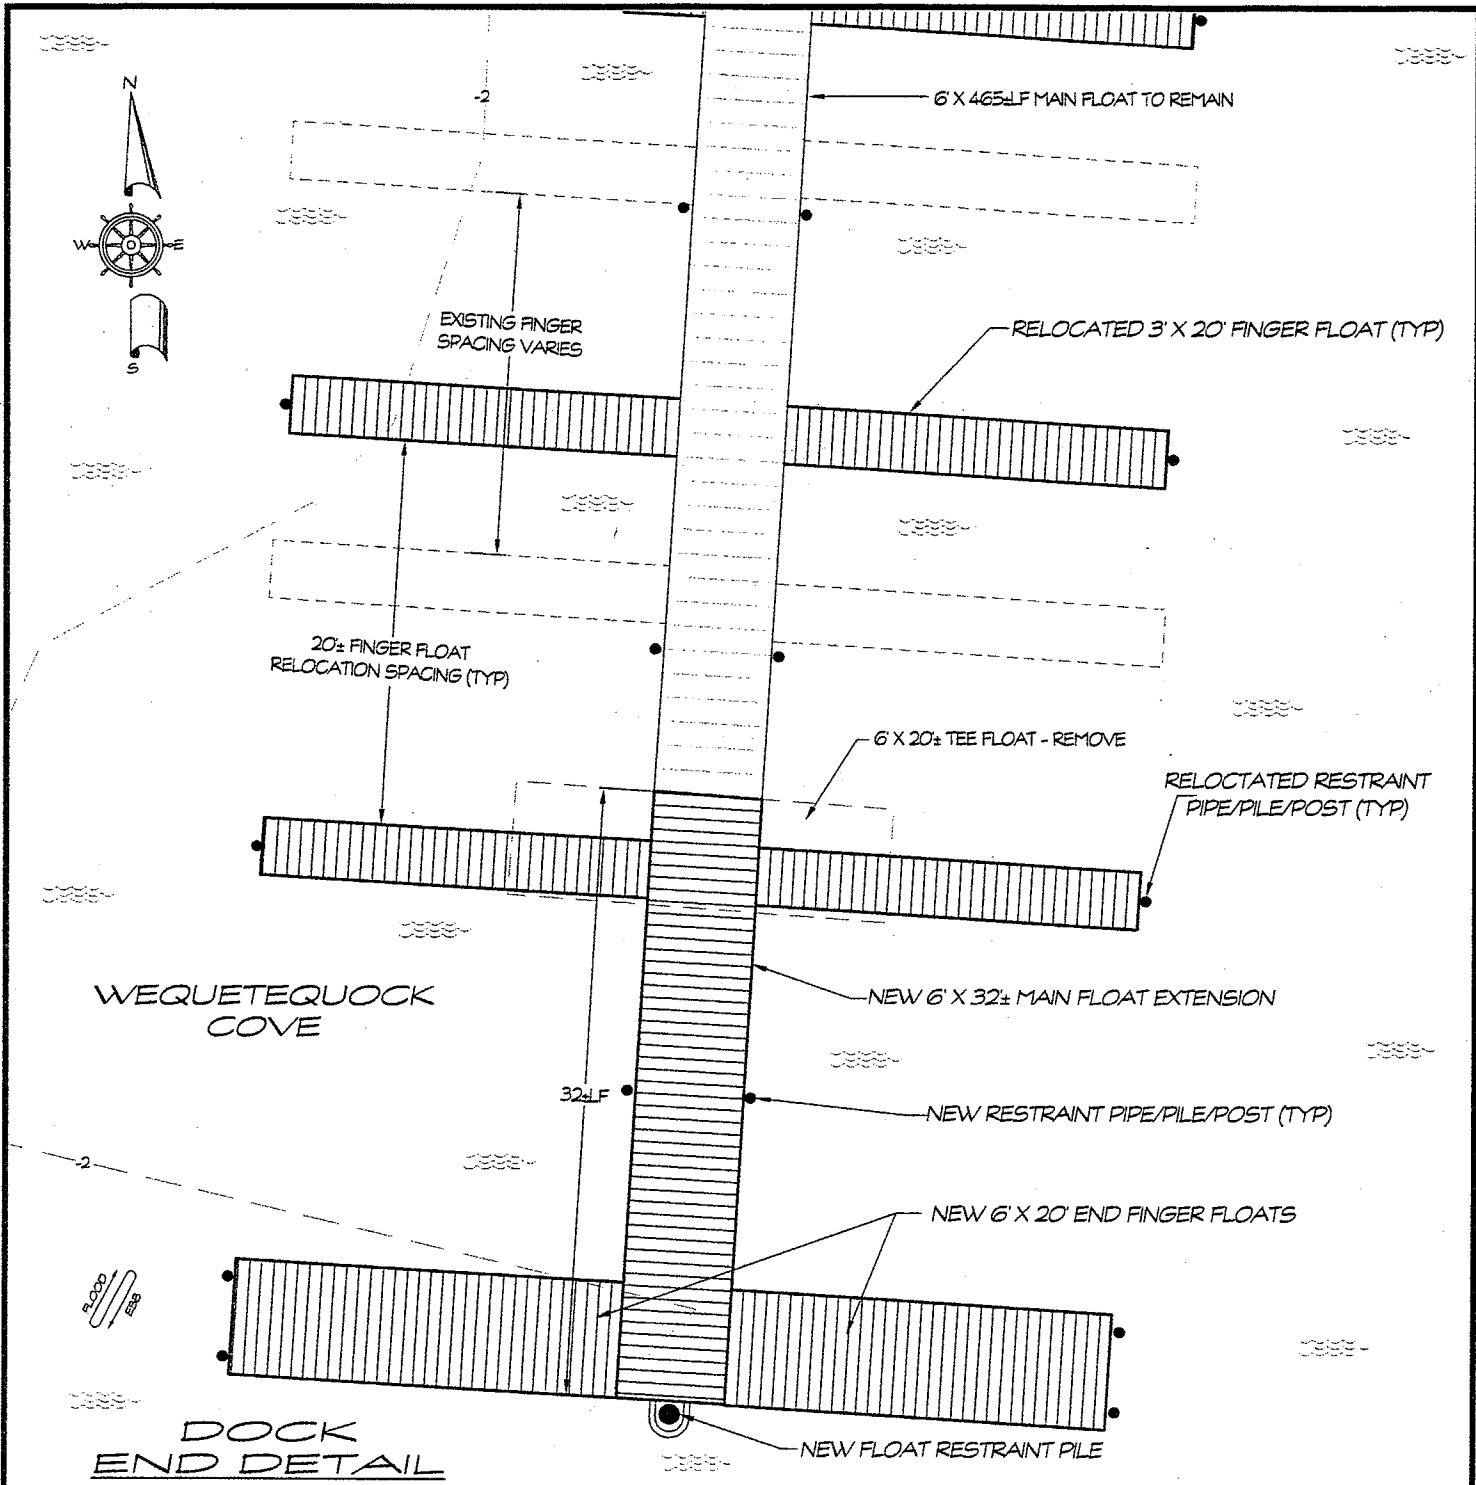 N
-2
6' X 465±LF MAIN FLOAT TO REMAIN
W
E
S
EXISTING FINGER
SPACING VARIES
RELOCATED 3' X 20' FINGER FLOAT (TYP)
20'± FINGER FLOAT
RELOCATION SPACING (TYP)
6' X 20'± TEE FLOAT - REMOVE
RELOCTATED RESTRAINT
PIPE/PILE/POST (TYP)
WEQUETEQUOCK
COVE
NEW 6' X 32'± MAIN FLOAT EXTENSION
32±LF
NEW RESTRAINT PIPE/PILE/POST (TYP)
-2
NEW 6' X 20' END FINGER FLOATS
FLOOD
EBB
NEW FLOAT RESTRAINT PILE
DOCK
END DETAIL